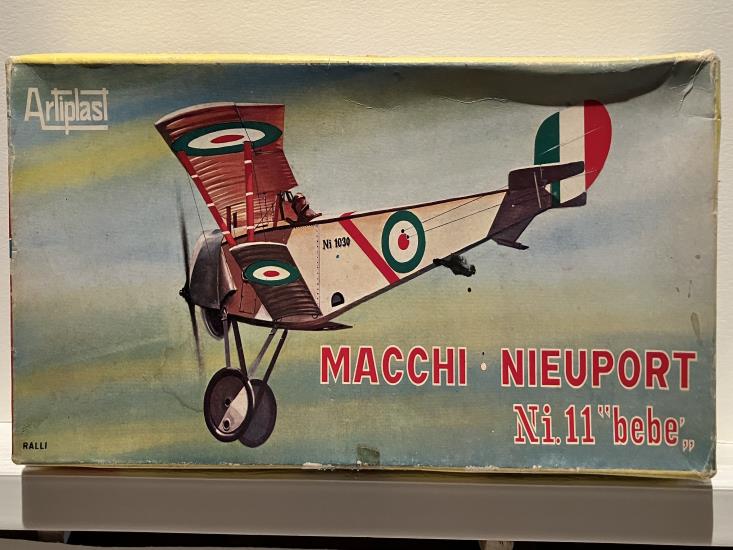 Artiplast
Ni 1030
MACCHI · NIEUPORT
Ni.11 "bebe'„
RALLI